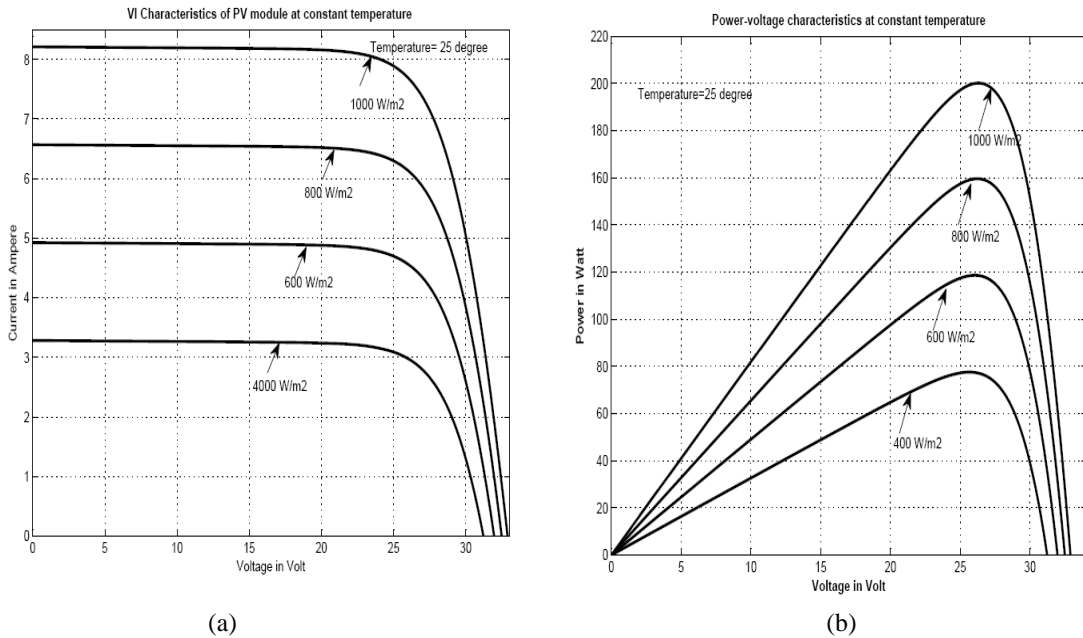 VI Characteristics of PV module at constant temperature
Temperature= 25 degree
1000 W/m2
800 W/m2
600 W/m2
4000 W/m2
Current in Ampere
8
7
6
5
4
3
2
1
0
0 5 10 15 20 25 30
Voltage in Volt
(a)
Power-voltage characteristics at constant temperature
Temperature=25 degree
1000 W/m2
800 W/m2
600 W/m2
400 W/m2
Power in Watt
220
200
180
160
140
120
100
80
60
40
20
0
0 5 10 15 20 25 30
Voltage in Volt
(b)